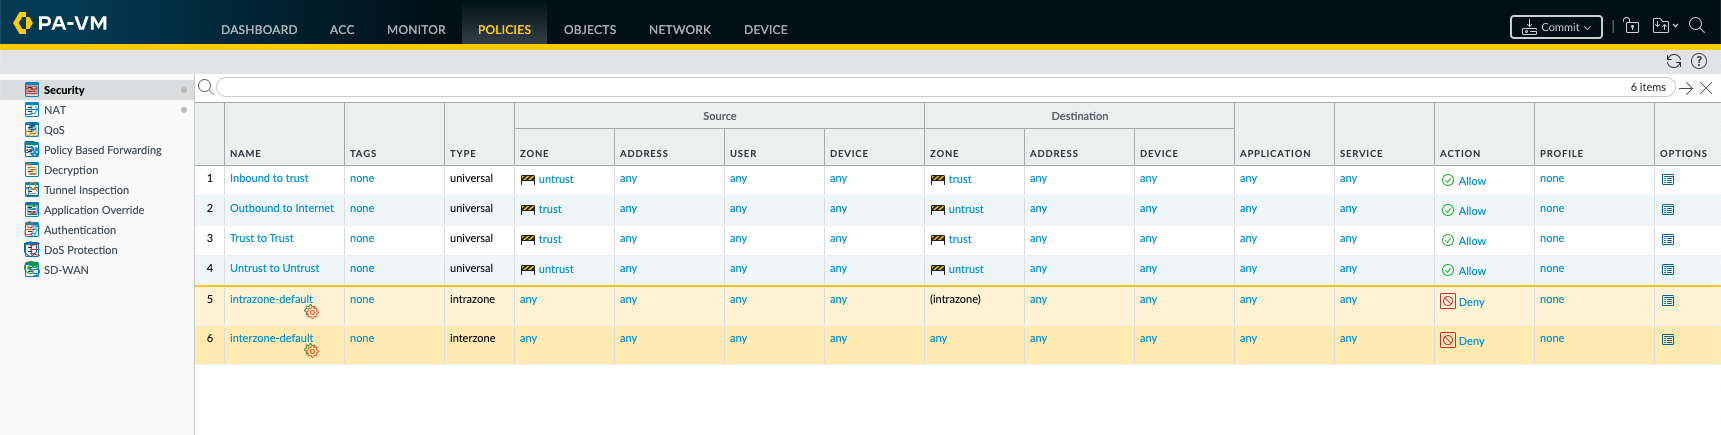 PA-VM
DASHBOARD ACC MONITOR POLICIES OBJECTS NETWORK DEVICE
Commit
Security
NAT
QoS
Policy Based Forwarding
Decryption
Tunnel Inspection
Application Override
Authentication
DoS Protection
SD-WAN
6 items
Source Destination
NAME TAGS TYPE ZONE ADDRESS USER DEVICE ZONE ADDRESS DEVICE APPLICATION SERVICE ACTION PROFILE OPTIONS
1 Inbound to trust none universal untrust any any any trust any any any any Allow none
2 Outbound to Internet none universal trust any any any untrust any any any any Allow none
3 Trust to Trust none universal trust any any any trust any any any any Allow none
4 Untrust to Untrust none universal untrust any any any untrust any any any any Allow none
5 intrazone-default none intrazone any any any any (intrazone) any any any any Deny none
6 interzone-default none interzone any any any any any any any any any Deny none